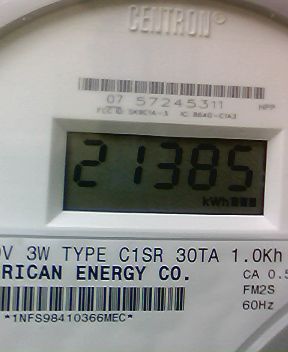 CENTRON®
07 57245311
HPP
21385
kWh
V 3W TYPE C1SR 30TA 1.0Kh
RICAN ENERGY CO.
CA 0.5
FM2S
60Hz
*1NFS98410366MEC*